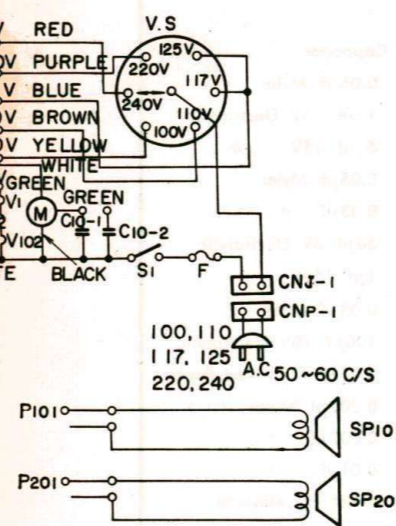 V.S
V RED
0V PURPLE
V BLUE
0V BROWN
V YELLOW
WHITE
125V
220V
117V
240V
110V
100V
GREEN
V1
M
C10-1
GREEN
C10-2
V102
BLACK
S1
F
CNJ-1
CNP-1
100, 110
117, 125
220, 240
A.C 50~60 C/S
P101
SP10
P201
SP20